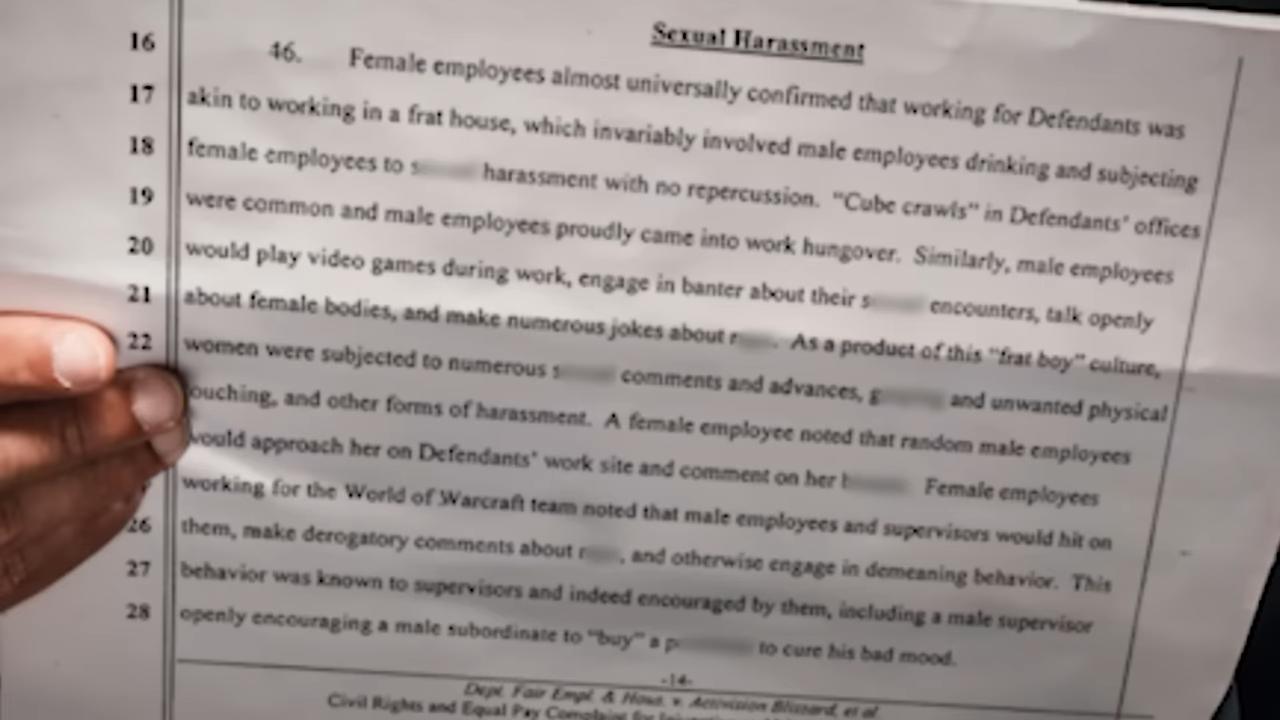 Sexual Harassment
16 46. Female employees almost universally confirmed that working for Defendants was
17 akin to working in a frat house, which invariably involved male employees drinking and subjecting
18 female employees to s harassment with no repercussion. "Cube crawls" in Defendants' offices
19 were common and male employees proudly came into work hungover. Similarly, male employees
20 would play video games during work, engage in banter about their s encounters, talk openly
21 about female bodies, and make numerous jokes about r . As a product of this "frat boy" culture,
22 women were subjected to numerous s comments and advances, g and unwanted physical
ouching, and other forms of harassment. A female employee noted that random male employees
would approach her on Defendants' work site and comment on her b Female employees
working for the World of Warcraft team noted that male employees and supervisors would hit on
26 them, make derogatory comments about r , and otherwise engage in demeaning behavior. This
27 behavior was known to supervisors and indeed encouraged by them, including a male supervisor
28 openly encouraging a male subordinate to "buy" a p to cure his bad mood.
-14-
Dept. Fair Empl. & Hous. v. Activision Blizzard, et al.
Civil Rights and Equal Pay Complaint for